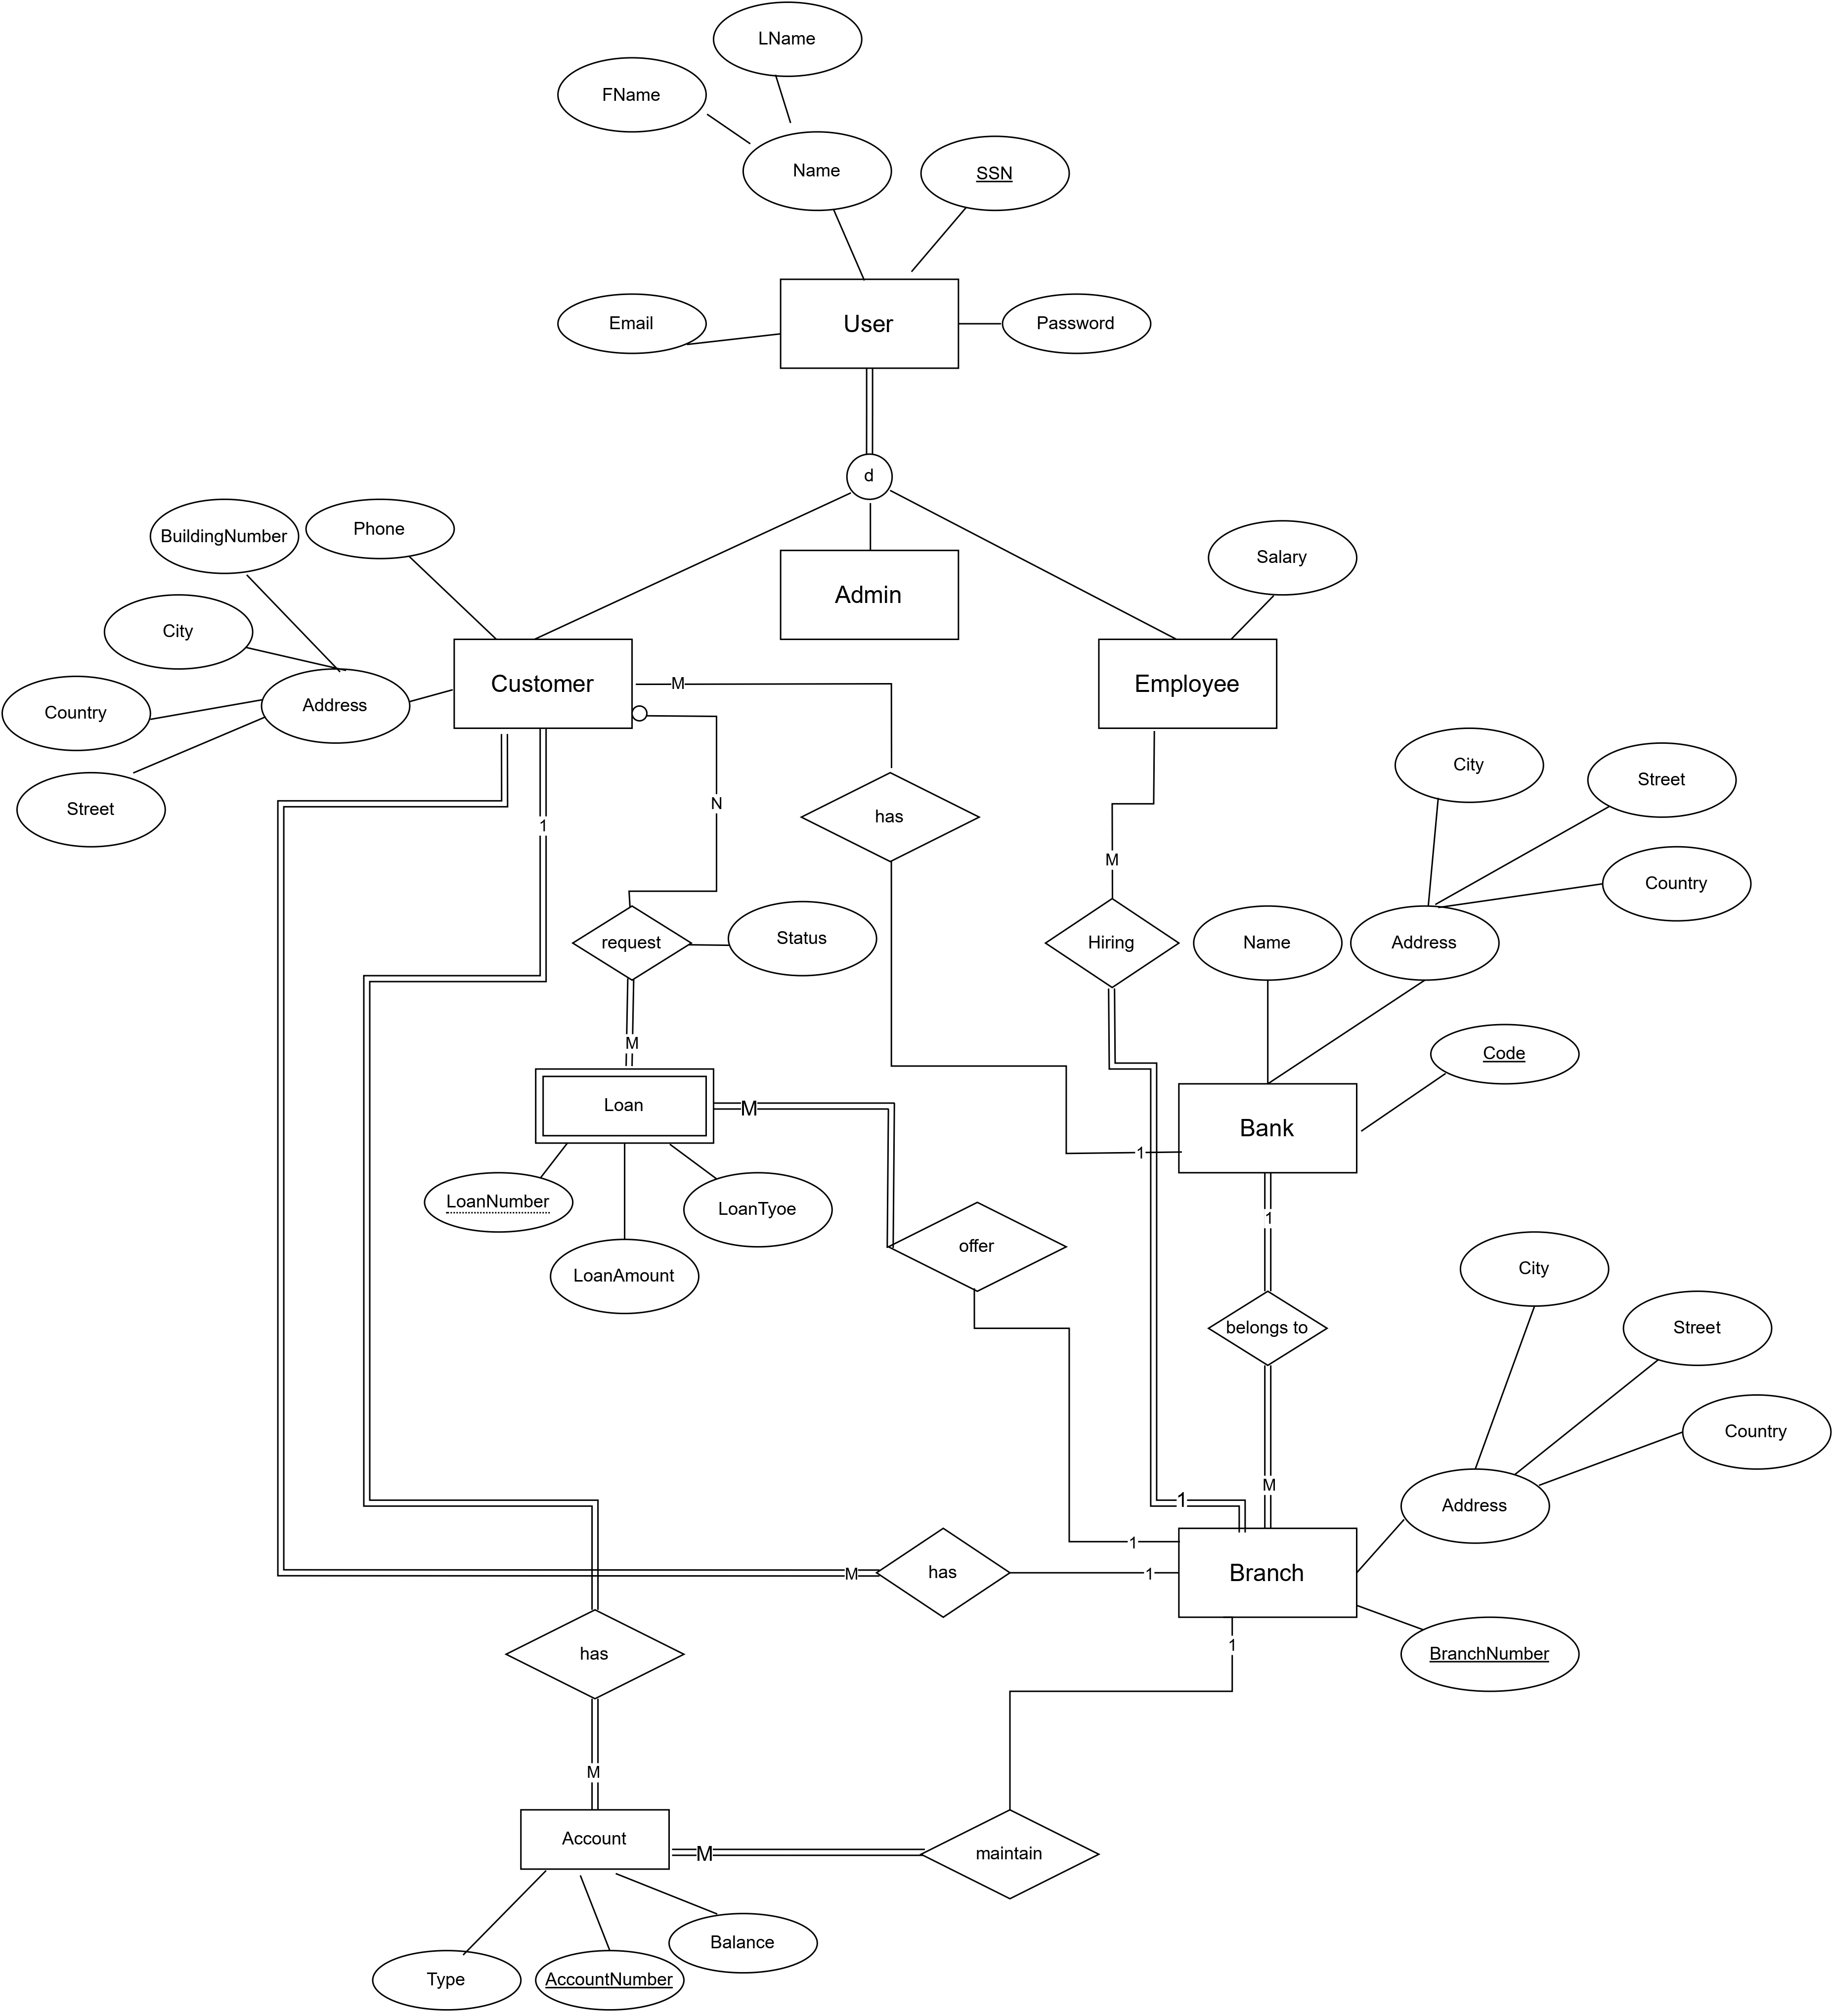 LName
FName
Name
SSN
Email
User
Password
d
BuildingNumber
Phone
Salary
Admin
City
Customer
M
Employee
Country
Address
City
Street
Street
N
has
1
M
Country
Status
request
Hiring
Name
Address
M
Code
Loan
M
Bank
1
LoanNumber
LoanTyoe
1
offer
City
LoanAmount
belongs to
Street
Country
M
1
Address
1
M
has
1
Branch
1
has
BranchNumber
M
Account
M
maintain
Balance
Type
AccountNumber